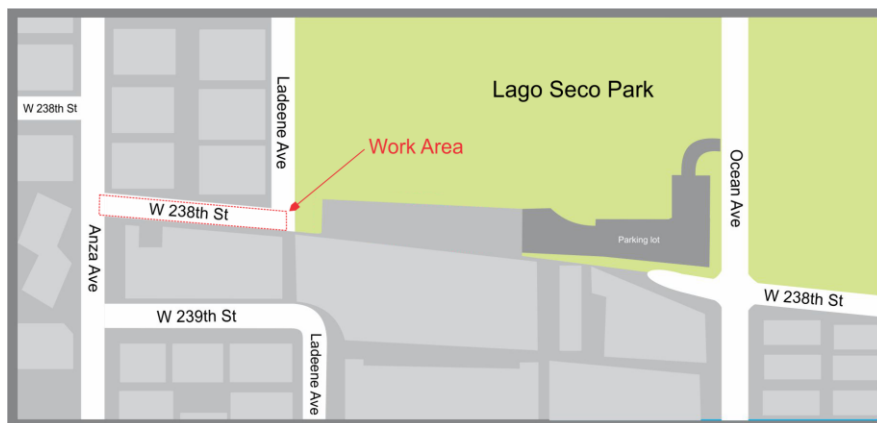 Lago Seco Park
W 238th St
Ladeene Ave
Work Area
Ocean Ave
W 238th St
Anza Ave
Parking lot
W 238th St
W 239th St
Ladeene Ave